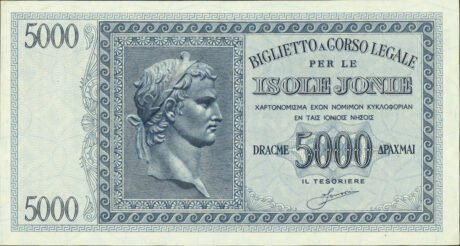 5000
BIGLIETTO A CORSO LEGALE
PER LE
ISOLE JONIE
ΧΑΡΤΟΝΟΜΙΣΜΑ ΕΧΟΝ ΝΟΜΙΜΟΝ ΚΥΚΛΟΦΟΡΙΑΝ
ΕΝ ΤΑΙΣ ΙΟΝΙΟΙΣ ΝΗΣΟΙΣ
DRACME 5000 ΔΡΑΧΜΑΙ
IL TESORIERE
5000